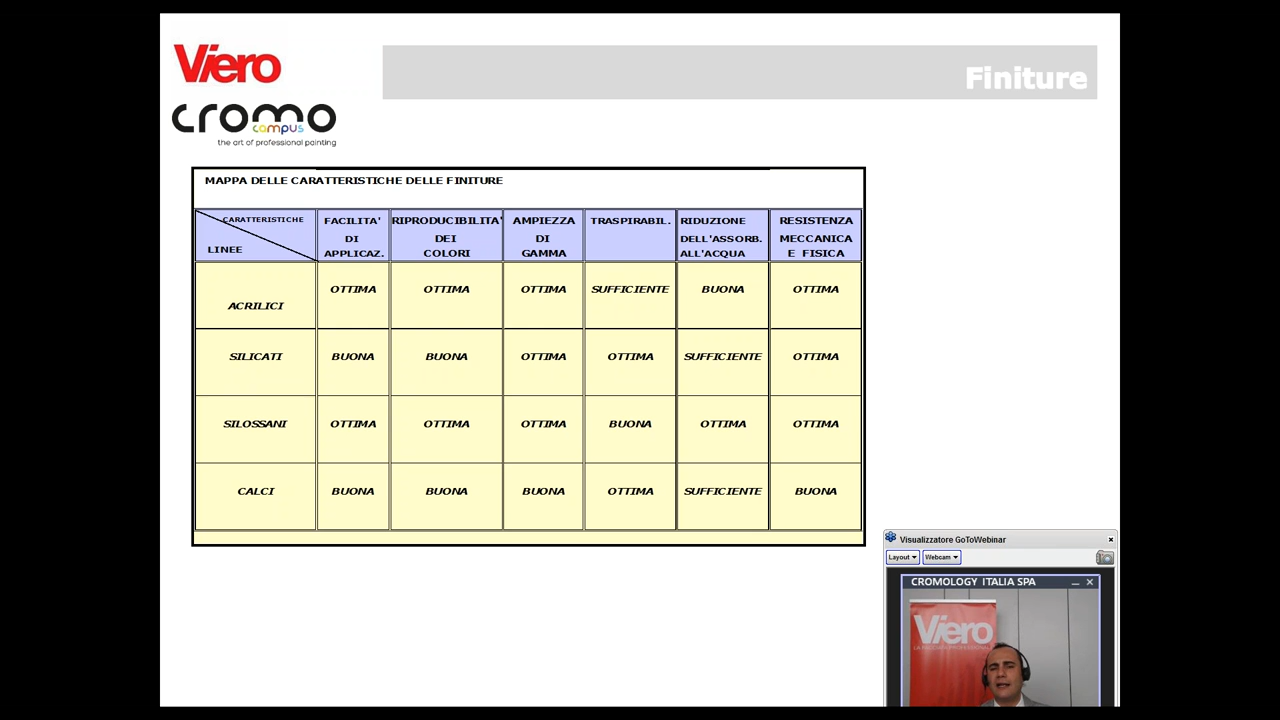 Viero
Finiture
cromo
campus
the art of professional painting
MAPPA DELLE CARATTERISTICHE DELLE FINITURE
CARATTERISTICHE
LINEE
FACILITA' DI APPLICAZ.
RIPRODUCIBILITA' DEI COLORI
AMPIEZZA DI GAMMA
TRASPIRABIL.
RIDUZIONE DELL'ASSORB. ALL'ACQUA
RESISTENZA MECCANICA E FISICA
ACRILICI OTTIMA OTTIMA OTTIMA SUFFICIENTE BUONA OTTIMA
SILICATI BUONA BUONA OTTIMA OTTIMA SUFFICIENTE OTTIMA
SILOSSANI OTTIMA OTTIMA OTTIMA BUONA OTTIMA OTTIMA
CALCI BUONA BUONA BUONA OTTIMA SUFFICIENTE BUONA
Visualizzatore GoToWebinar
Layout Webcam
CROMOLOGY ITALIA SPA
Viero